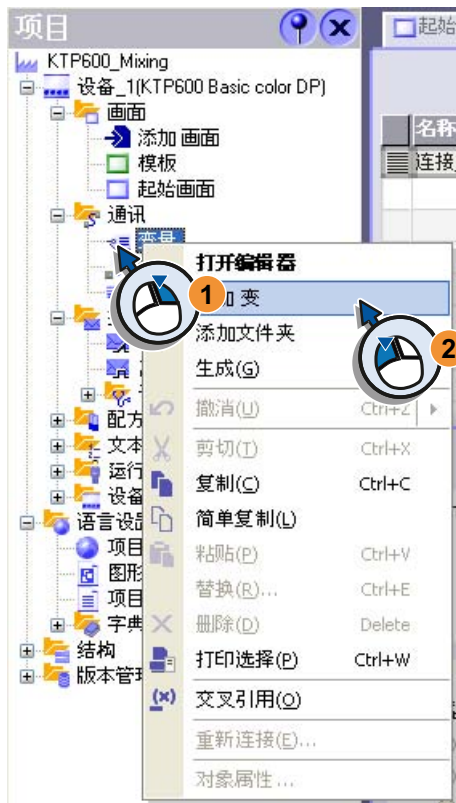 项目
起始
KTP600_Mixing
设备_1(KTP600 Basic color DP)
画面
名称
添加 画面
模板
连接_
起始画面
通讯
变量
打开编辑器
1
加 变
添加文件夹
2
生成(G)
配方
撤消(U) Ctrl+Z
文本
剪切(T) Ctrl+X
运行
设备
复制(C) Ctrl+C
语言设
简单复制(L)
项目
粘贴(P) Ctrl+V
图形
替换(R)... Ctrl+E
项目
字典
删除(D) Delete
结构
打印选择(P) Ctrl+W
版本管理
交叉引用(O)
重新连接(E)...
对象属性 ...